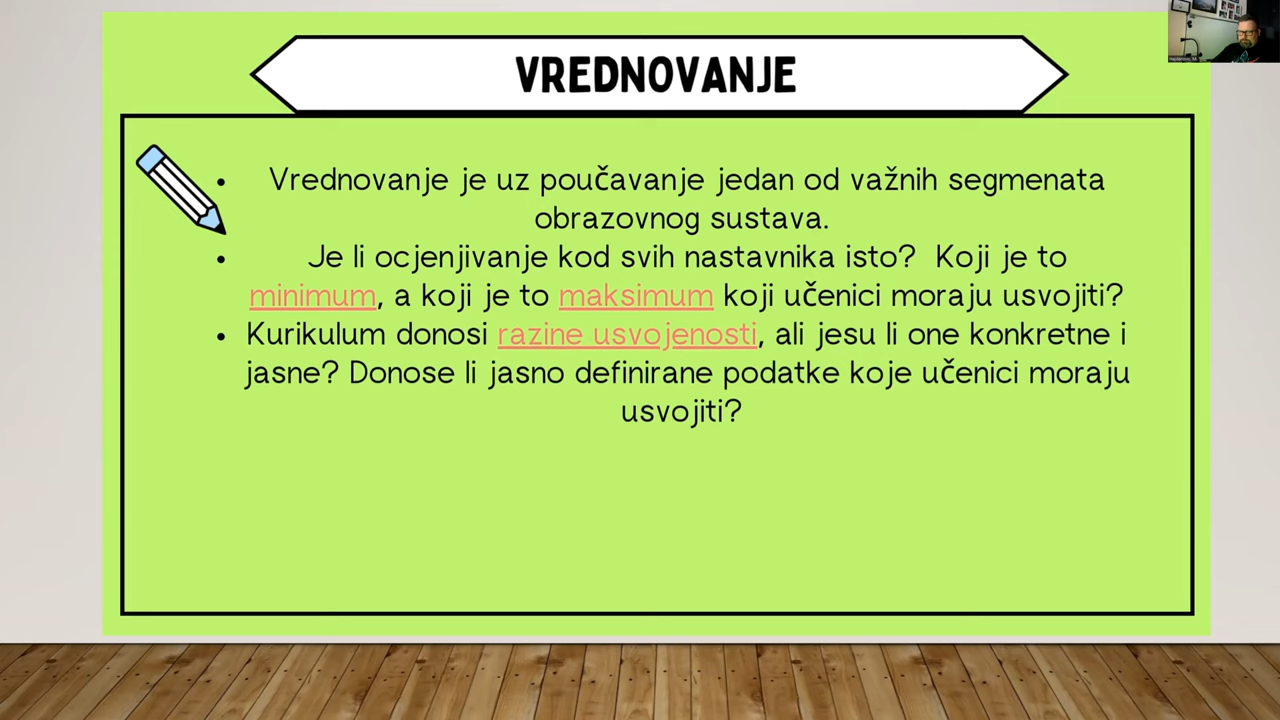 VREDNOVANJE
• Vrednovanje je uz poučavanje jedan od važnih segmenata
obrazovnog sustava.
• Je li ocjenjivanje kod svih nastavnika isto?  Koji je to
minimum, a koji je to maksimum koji učenici moraju usvojiti?
• Kurikulum donosi razine usvojenosti, ali jesu li one konkretne i
jasne? Donose li jasno definirane podatke koje učenici moraju
usvojiti?